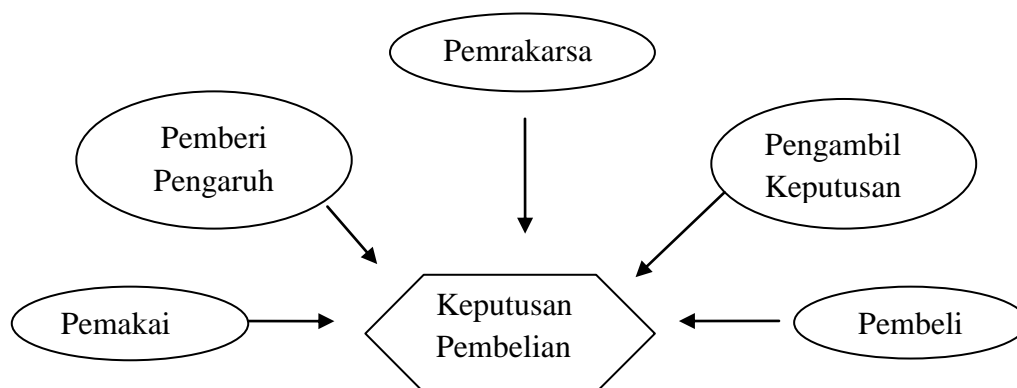 Pemrakarsa
Pemberi
Pengaruh
Pengambil
Keputusan
Pemakai
Keputusan
Pembelian
Pembeli